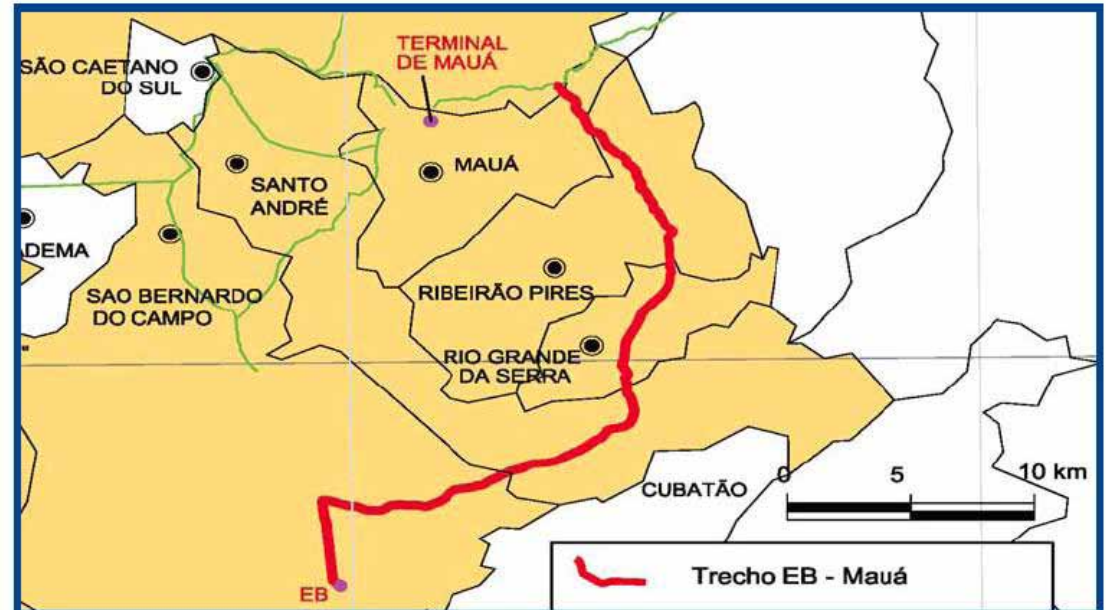 TERMINAL
DE MAUÁ
SÃO CAETANO
DO SUL
MAUÁ
SANTO
ANDRÉ
ADEMA
SAO BERNARDO
DO CAMPO
RIBEIRÃO PIRES
RIO GRANDE
DA SERRA
CUBATÃO
0 5 10 km
EB
Trecho EB - Mauá